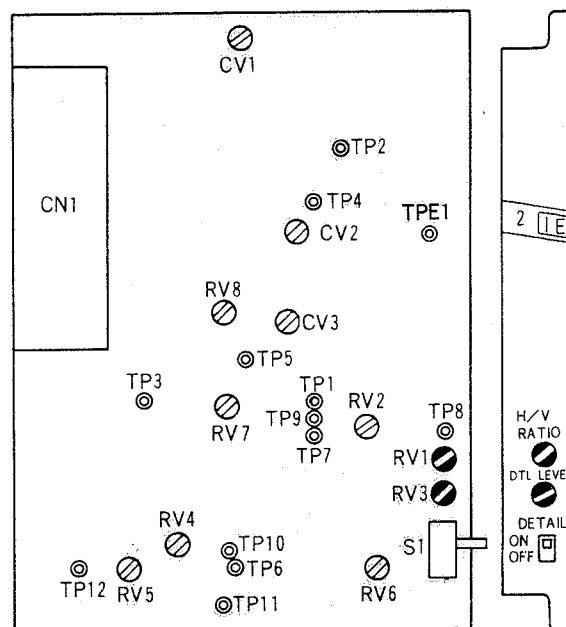 CV1
TP2
CN1
TP4
TPE1
2
IE
CV2
RV8
CV3
TP5
TP3
TP1
RV2
H/V
RATIO
TP9
TP8
RV7
TP7
RV1
DTL LEVE
RV3
RV4
DETAIL
S1
ON
OFF
TP10
TP6
TP12
RV5
RV6
TP11